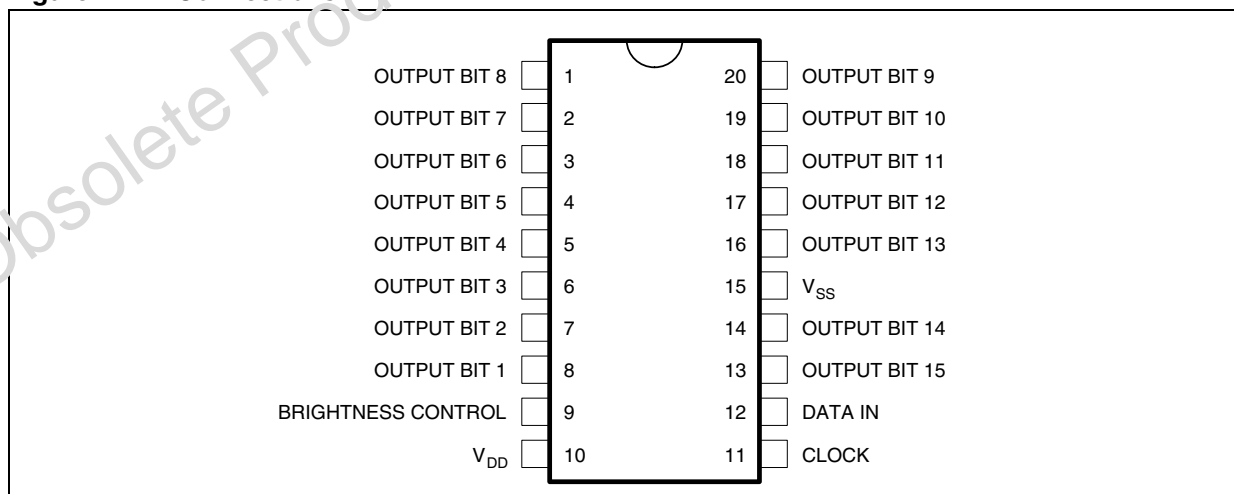 OUTPUT BIT 8 1 20 OUTPUT BIT 9
OUTPUT BIT 7 2 19 OUTPUT BIT 10
OUTPUT BIT 6 3 18 OUTPUT BIT 11
OUTPUT BIT 5 4 17 OUTPUT BIT 12
OUTPUT BIT 4 5 16 OUTPUT BIT 13
OUTPUT BIT 3 6 15 VSS
OUTPUT BIT 2 7 14 OUTPUT BIT 14
OUTPUT BIT 1 8 13 OUTPUT BIT 15
BRIGHTNESS CONTROL 9 12 DATA IN
VDD 10 11 CLOCK
Obsolete